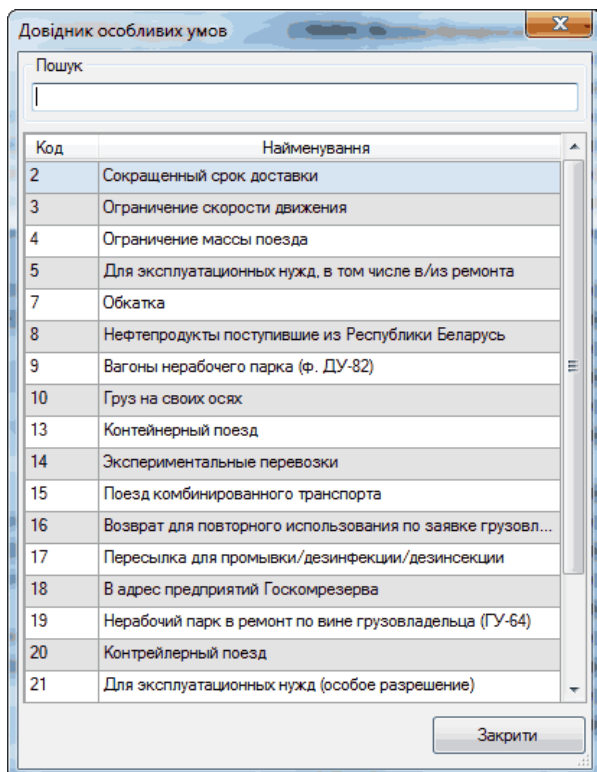 Довідник особливих умов
Пошук
Код Найменування
2 Сокращенный срок доставки
3 Ограничение скорости движения
4 Ограничение массы поезда
5 Для эксплуатационных нужд, в том числе в/из ремонта
7 Обкатка
8 Нефтепродукты поступившие из Республики Беларусь
9 Вагоны нерабочего парка (ф. ДУ-82)
10 Груз на своих осях
13 Контейнерный поезд
14 Экспериментальные перевозки
15 Поезд комбинированного транспорта
16 Возврат для повторного использования по заявке грузовл...
17 Пересылка для промывки/дезинфекции/дезинсекции
18 В адрес предприятий Госкомрезерва
19 Нерабочий парк в ремонт по вине грузовладельца (ГУ-64)
20 Контрейлерный поезд
21 Для эксплуатационных нужд (особое разрешение)
Закрити